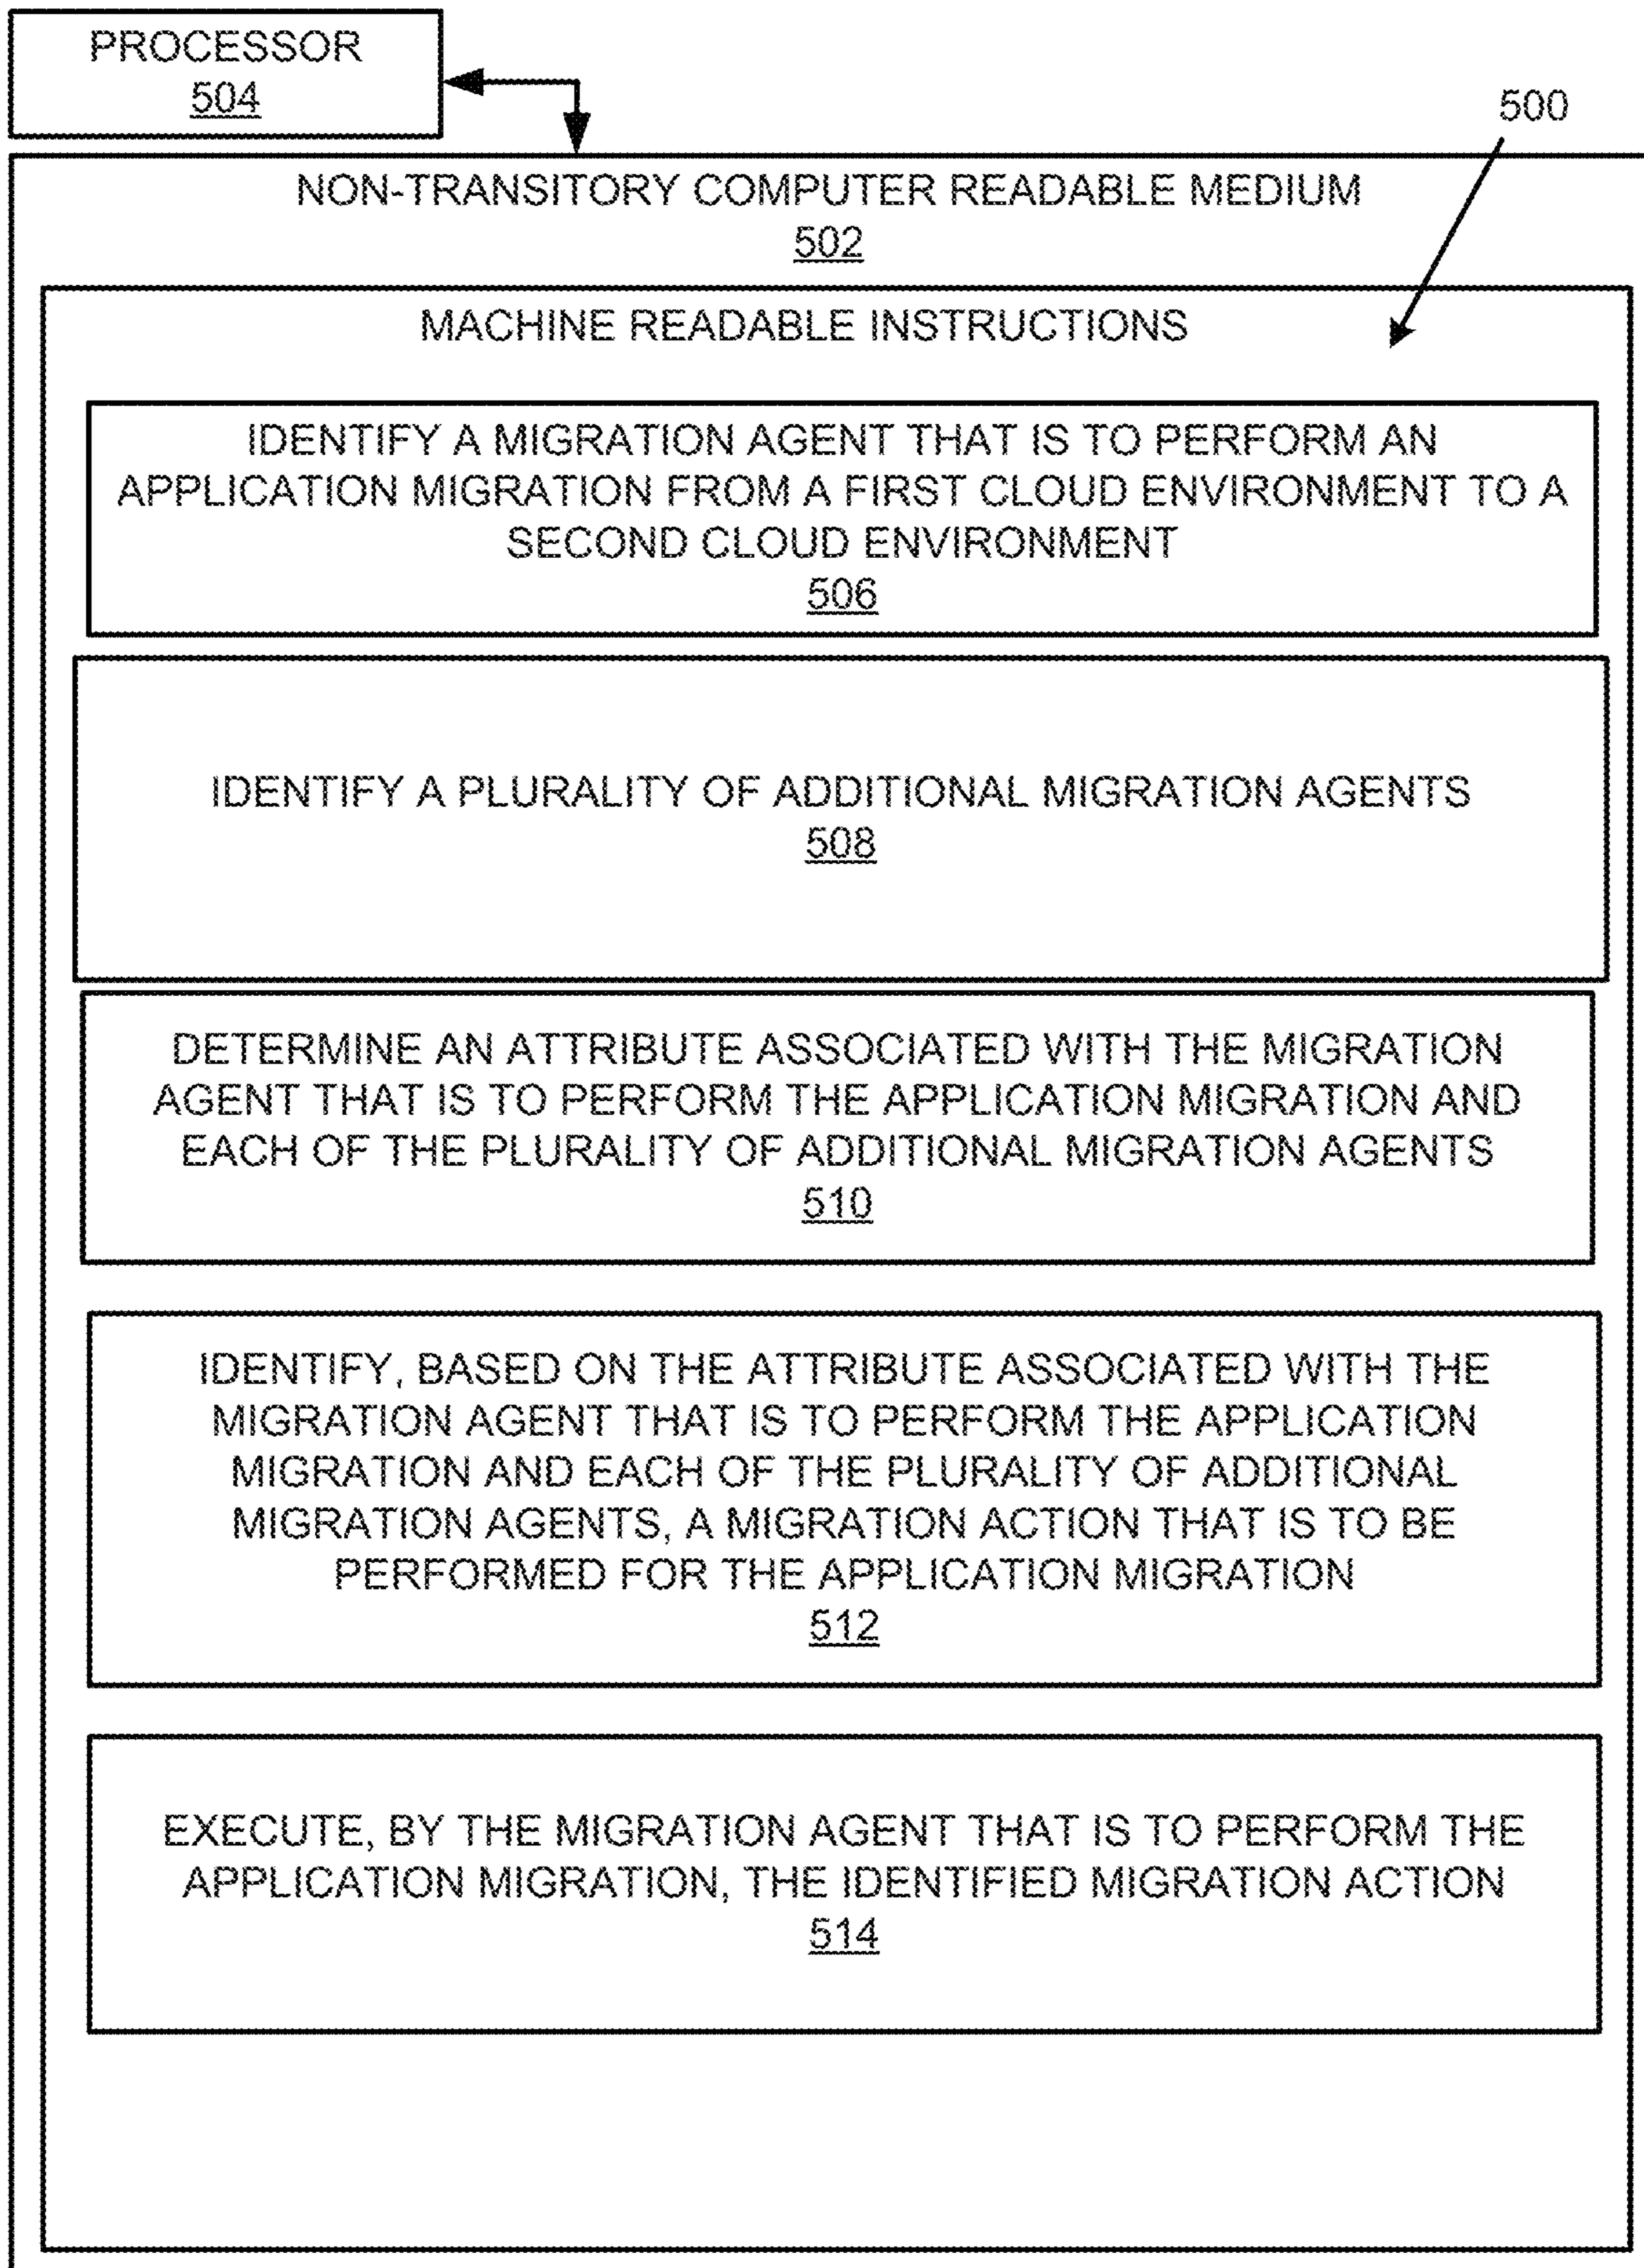 PROCESSOR
504
500
NON-TRANSITORY COMPUTER READABLE MEDIUM
502
MACHINE READABLE INSTRUCTIONS
IDENTIFY A MIGRATION AGENT THAT IS TO PERFORM AN
APPLICATION MIGRATION FROM A FIRST CLOUD ENVIRONMENT TO A
SECOND CLOUD ENVIRONMENT
506
IDENTIFY A PLURALITY OF ADDITIONAL MIGRATION AGENTS
508
DETERMINE AN ATTRIBUTE ASSOCIATED WITH THE MIGRATION
AGENT THAT IS TO PERFORM THE APPLICATION MIGRATION AND
EACH OF THE PLURALITY OF ADDITIONAL MIGRATION AGENTS
510
IDENTIFY, BASED ON THE ATTRIBUTE ASSOCIATED WITH THE
MIGRATION AGENT THAT IS TO PERFORM THE APPLICATION
MIGRATION AND EACH OF THE PLURALITY OF ADDITIONAL
MIGRATION AGENTS, A MIGRATION ACTION THAT IS TO BE
PERFORMED FOR THE APPLICATION MIGRATION
512
EXECUTE, BY THE MIGRATION AGENT THAT IS TO PERFORM THE
APPLICATION MIGRATION, THE IDENTIFIED MIGRATION ACTION
514